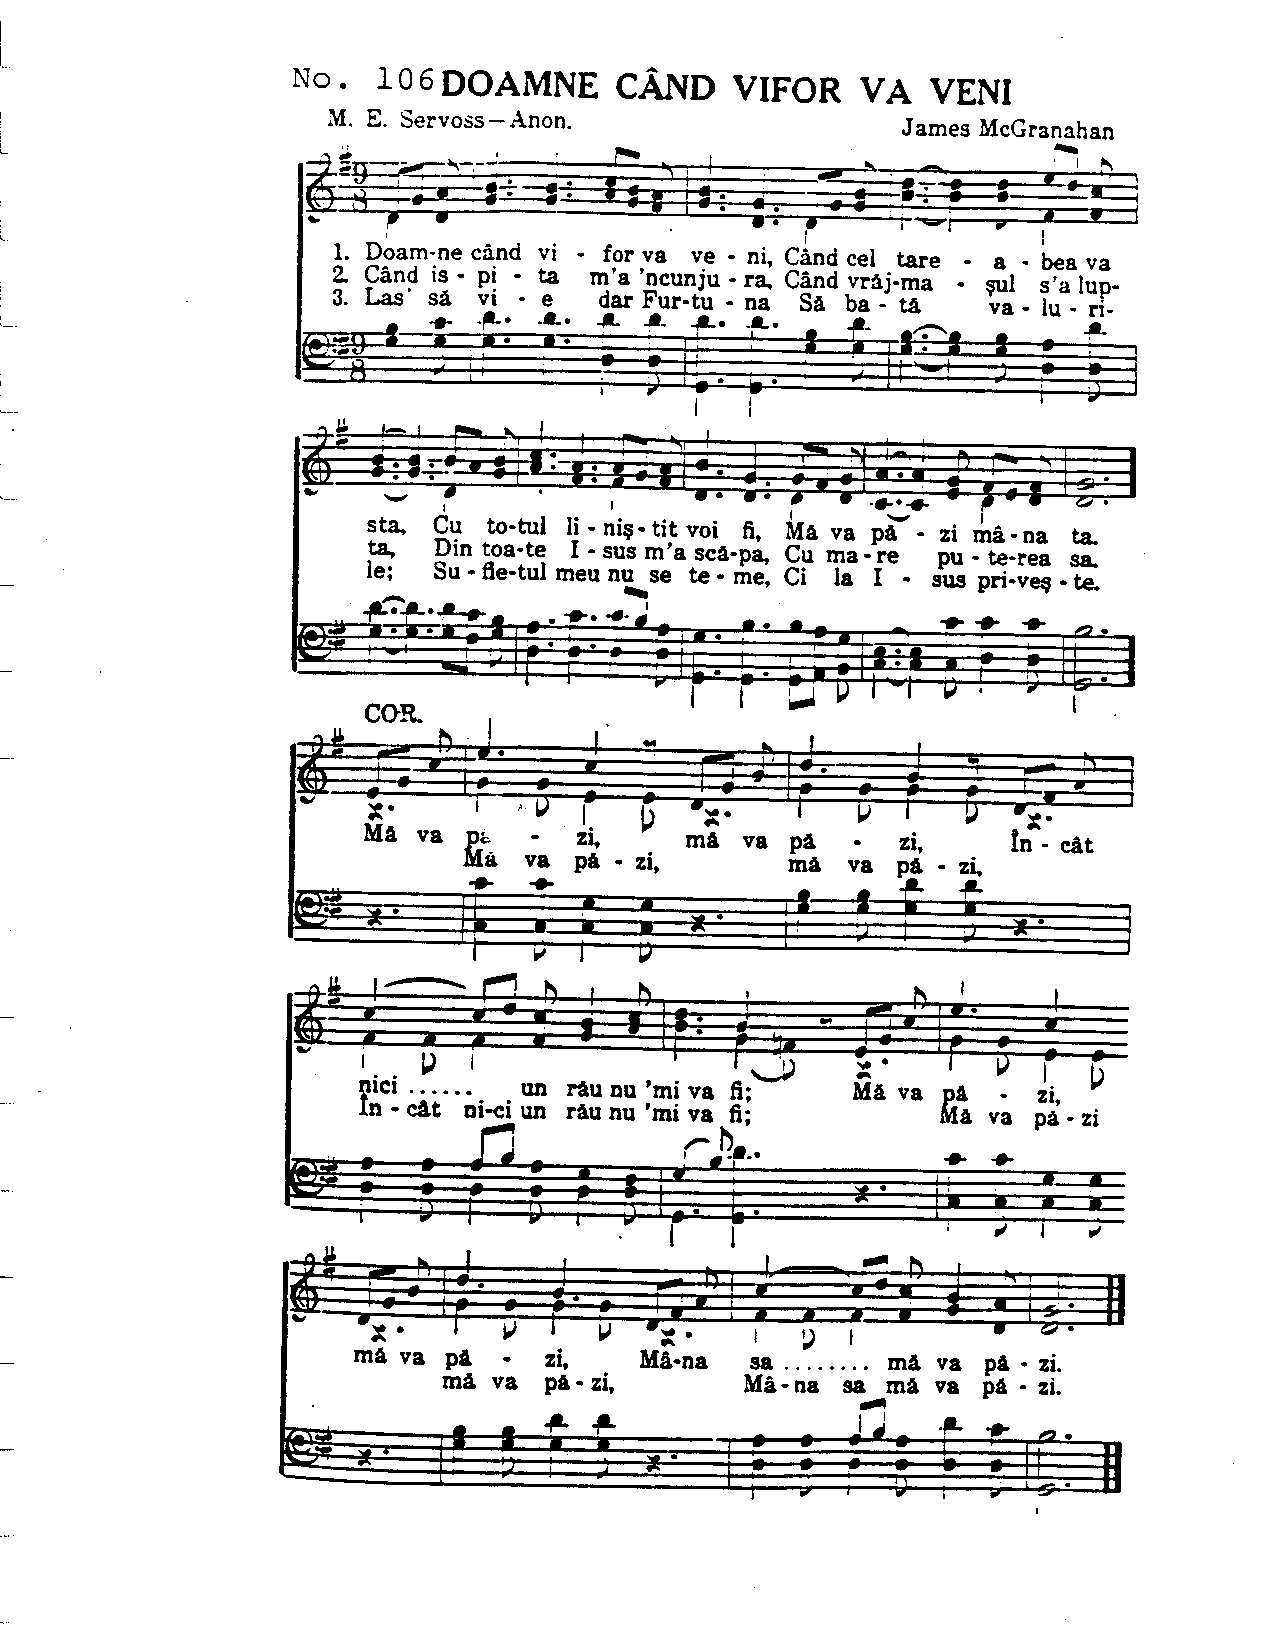 No. 106 DOAMNE CÂND VIFOR VA VENI
M. E. Servoss—Anon.
James McGranahan
1. Doam-ne când vi - for va ve - ni, Când cel tare - a - bea va
2. Când is - pi - ta m'a 'ncunju - ra, Când vrăj-ma - şul s'a lup-
3. Las' să vi - e dar Fur-tu - na Să ba - tă va - lu - ri-
sta, Cu to-tul li - niş-tit voi fi, Mă va pă - zi mâ-na ta.
ta, Din toa-te I - sus m'a scă-pa, Cu ma-re pu-te-rea sa.
le; Su-fle-tul meu nu se te-me, Ci la I - sus pri-veş-te.
COR.
Mă va pă - zi, mă va pă - zi, În - cât
Mă va pă - zi, mă va pă - zi,
nici ...... un rău nu 'mi va fi; Mă va pă - zi,
În - cât ni-ci un rău nu 'mi va fi; Mă va pă - zi
mă va pă - zi, Mâ-na sa ........ mă va pă - zi.
mă va pă-zi, Mâ-na sa mă va pă - zi.